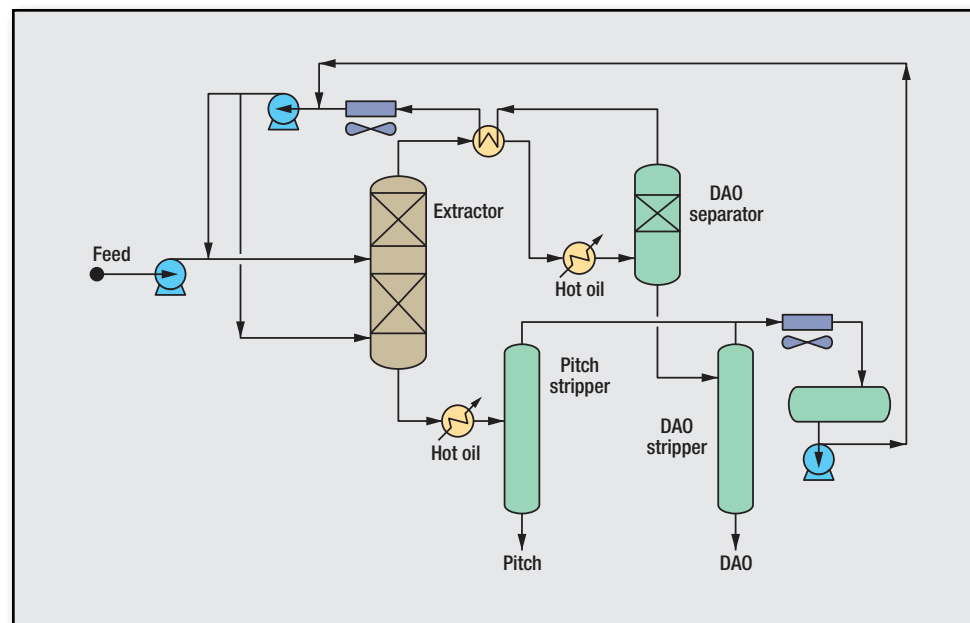 Extractor
DAO
separator
Feed
Hot oil
Pitch
stripper
DAO
stripper
Hot oil
Pitch
DAO